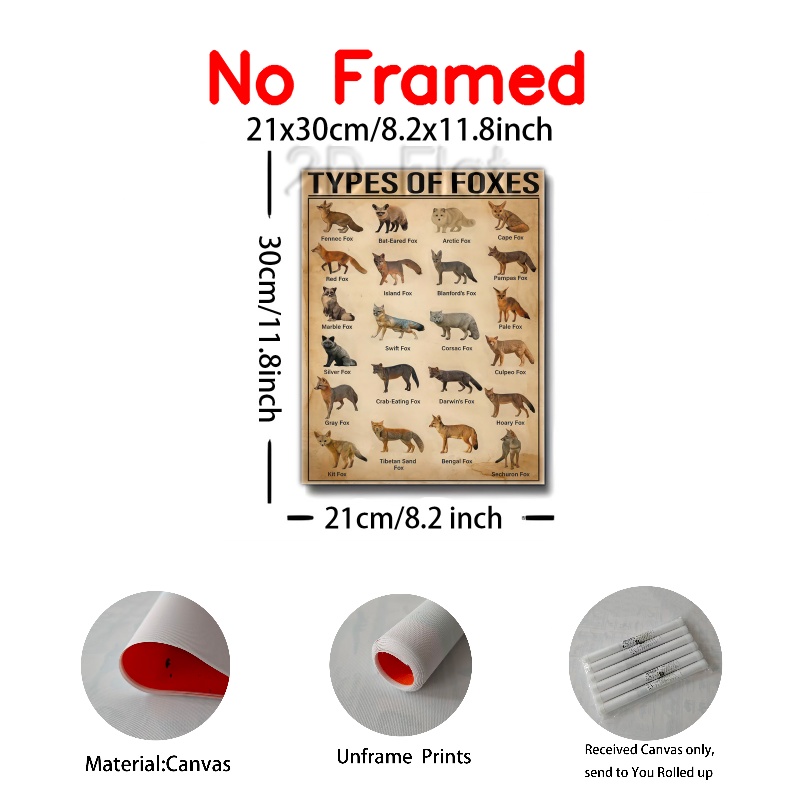 No Framed
21x30cm/8.2x11.8inch
2D Flat
TYPES OF FOXES
Fennec Fox
Bat-Eared Fox
Arctic Fox
Cape Fox
Red Fox
Island Fox
Blanford's Fox
Pampas Fox
Marble Fox
Swift Fox
Corsac Fox
Pale Fox
Silver Fox
Crab-Eating Fox
Darwin's Fox
Culpeo Fox
Gray Fox
Hoary Fox
Kit Fox
Tibetan Sand
Fox
Bengal Fox
Sechuron Fox
30cm/11.8inch
21cm/8.2 inch
Material:Canvas
Unframe Prints
Received Canvas only,
send to You Rolled up